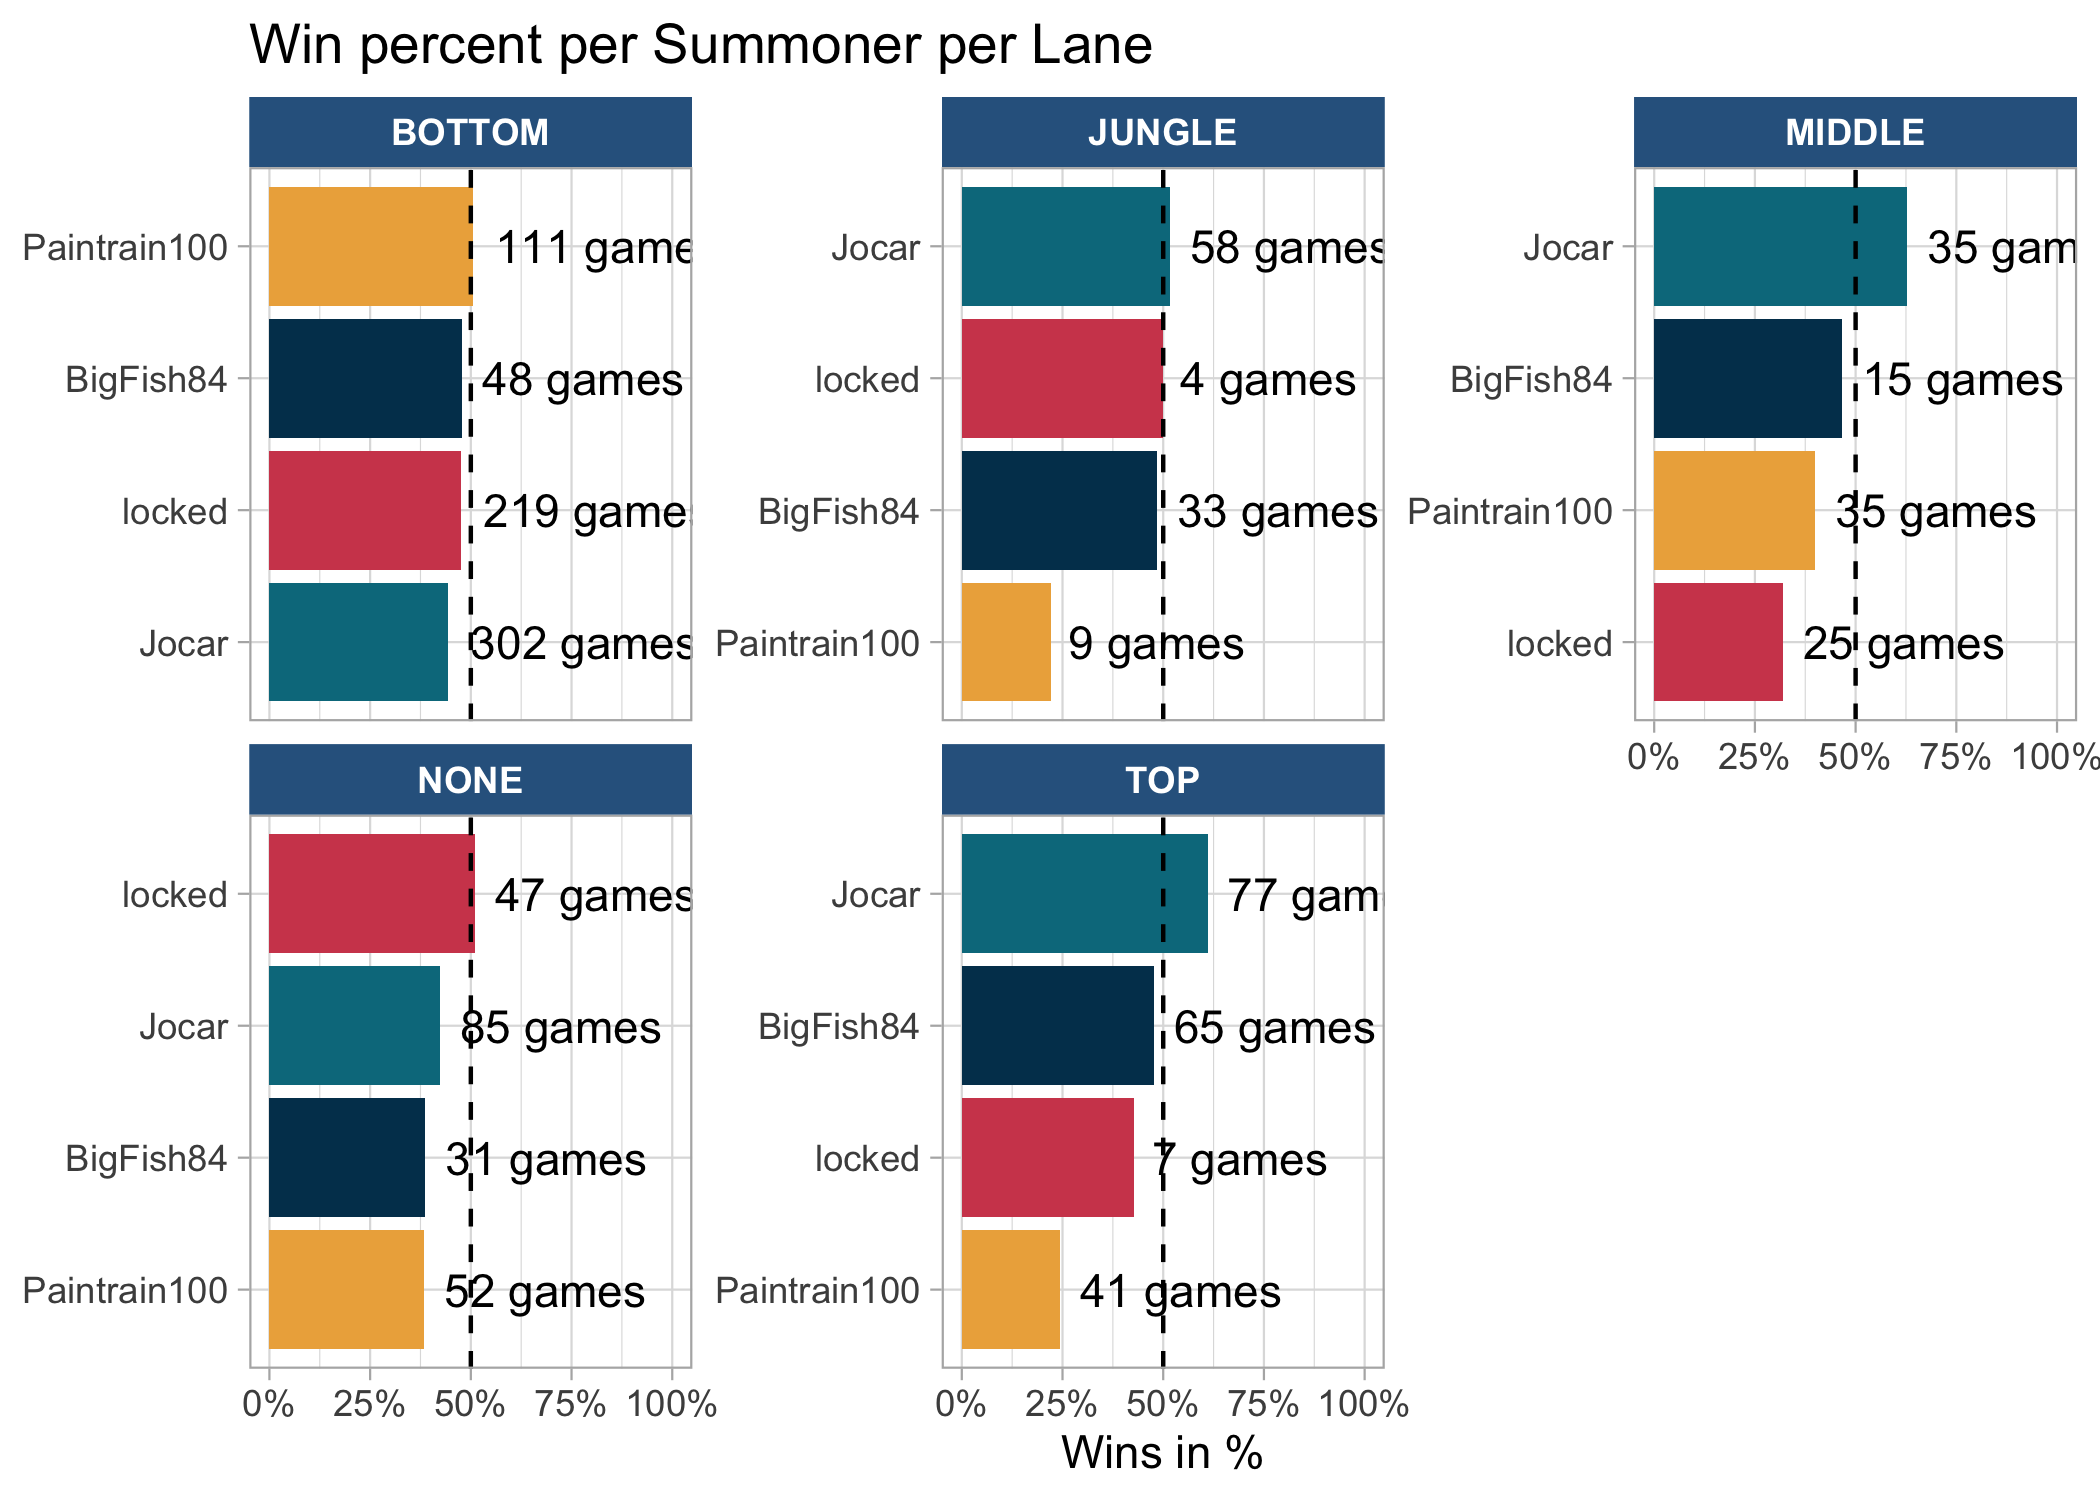 Win percent per Summoner per Lane
BOTTOM
Paintrain100
111 game
BigFish84
48 games
locked
219 game
Jocar
302 games
JUNGLE
Jocar
58 games
locked
4 games
BigFish84
33 games
Paintrain100
9 games
MIDDLE
Jocar
35 gam
BigFish84
15 games
Paintrain100
35 games
locked
25 games
0% 25% 50% 75% 100%
NONE
locked
47 games
Jocar
85 games
BigFish84
31 games
Paintrain100
52 games
0% 25% 50% 75% 100%
TOP
Jocar
77 gam
BigFish84
65 games
locked
7 games
Paintrain100
41 games
0% 25% 50% 75% 100%
Wins in %